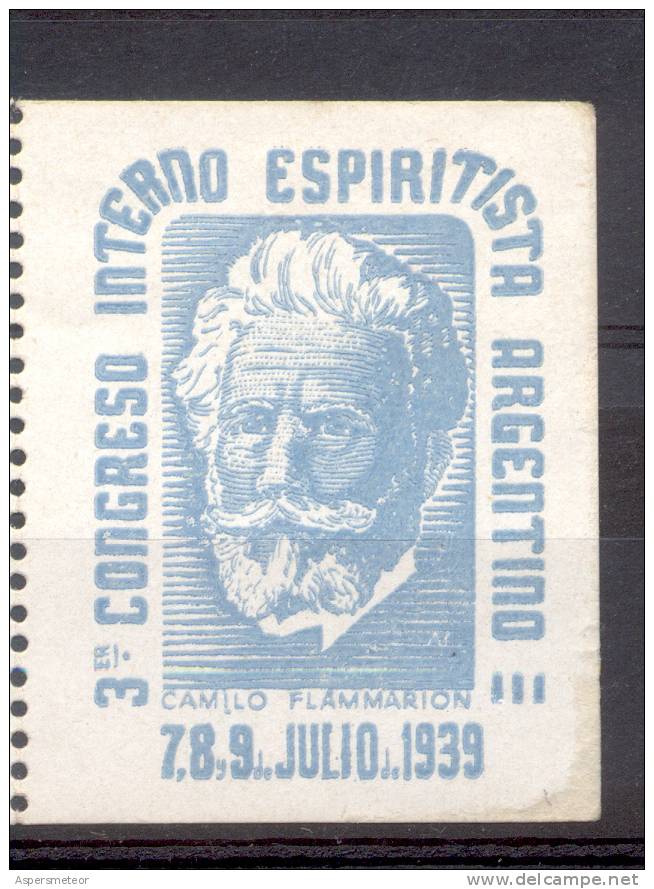 3ER. CONGRESO INTERNO ESPIRITISTA ARGENTINO
CAMILO FLAMMARION
7, 8 y 9 de JULIO de 1939
Aspersmeteor
www.delcampe.net